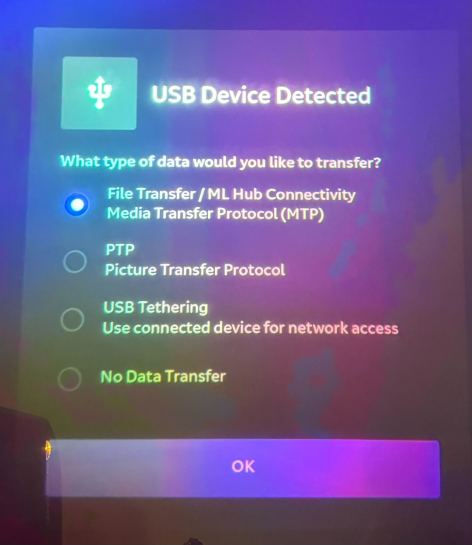 USB Device Detected
What type of data would you like to transfer?
File Transfer / ML Hub Connectivity
Media Transfer Protocol (MTP)
PTP
Picture Transfer Protocol
USB Tethering
Use connected device for network access
No Data Transfer
OK